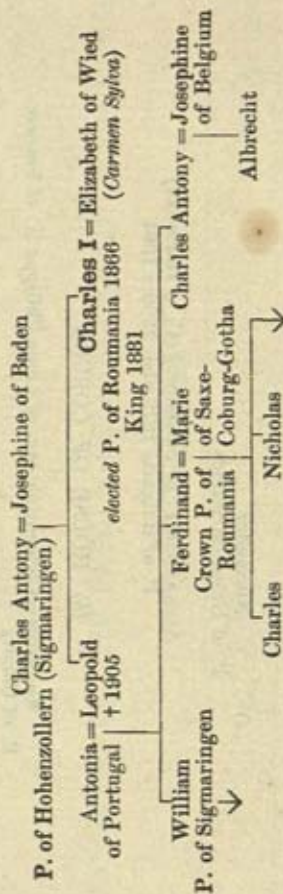 Charles Antony = Josephine of Baden
P. of Hohenzollern (Sigmaringen)
Antonia = Leopold
of Portugal † 1905
Charles I = Elizabeth of Wied
elected P. of Roumania 1866 (Carmen Sylva)
King 1881
William
P. of Sigmaringen
Ferdinand = Marie
Crown P. of of Saxe-
Roumania Coburg-Gotha
Charles Antony = Josephine
of Belgium
Charles
Nicholas
Albrecht